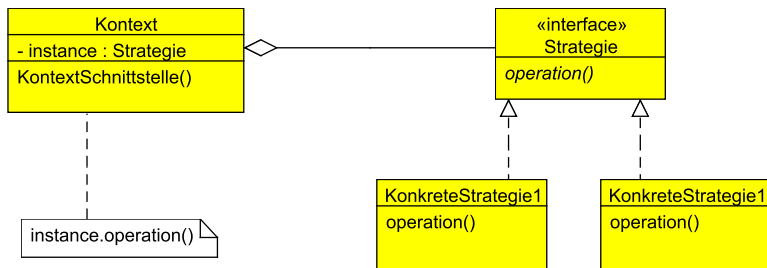 Kontext
- instance : Strategie
KontextSchnittstelle()
«interface»
Strategie
operation()
instance.operation()
KonkreteStrategie1
operation()
KonkreteStrategie1
operation()